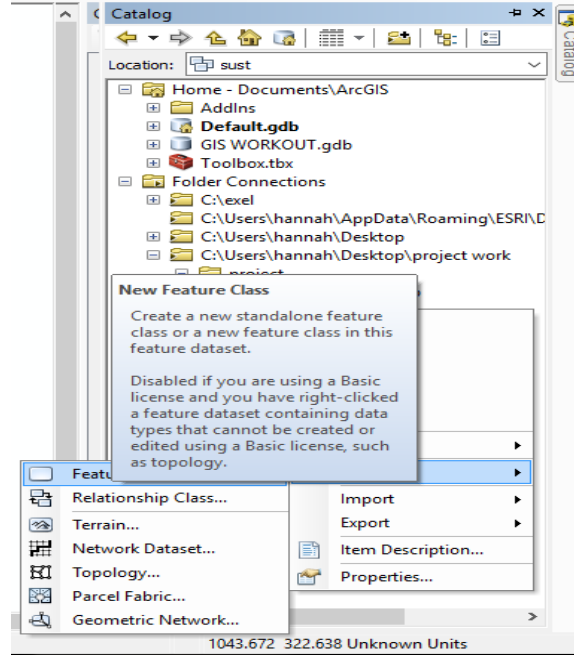 Catalog
Location: sust
Catalog
Home - Documents\ArcGIS
AddIns
Default.gdb
GIS WORKOUT.gdb
Toolbox.tbx
Folder Connections
C:\exel
C:\Users\hannah\AppData\Roaming\ESRI\D
C:\Users\hannah\Desktop
C:\Users\hannah\Desktop\project work
New Feature Class
Create a new standalone feature
class or a new feature class in this
feature dataset.
Disabled if you are using a Basic
license and you have right-clicked
a feature dataset containing data
types that cannot be created or
edited using a Basic license, such
as topology.
Featu
Relationship Class...
Terrain...
Network Dataset...
Topology...
Parcel Fabric...
Geometric Network...
Import
Export
Item Description...
Properties...
1043.672 322.638 Unknown Units